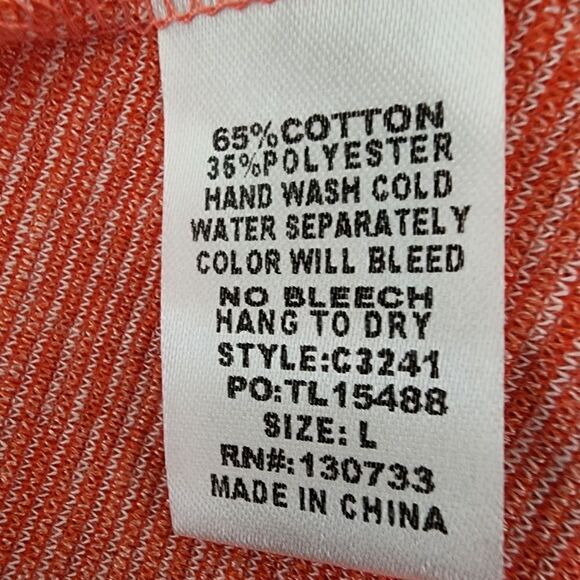 65%COTTON
35%POLYESTER
HAND WASH COLD
WATER SEPARATELY
COLOR WILL BLEED
NO BLEECH
HANG TO DRY
STYLE:C3241
PO:TL15488
SIZE: L
RN#:130733
MADE IN CHINA